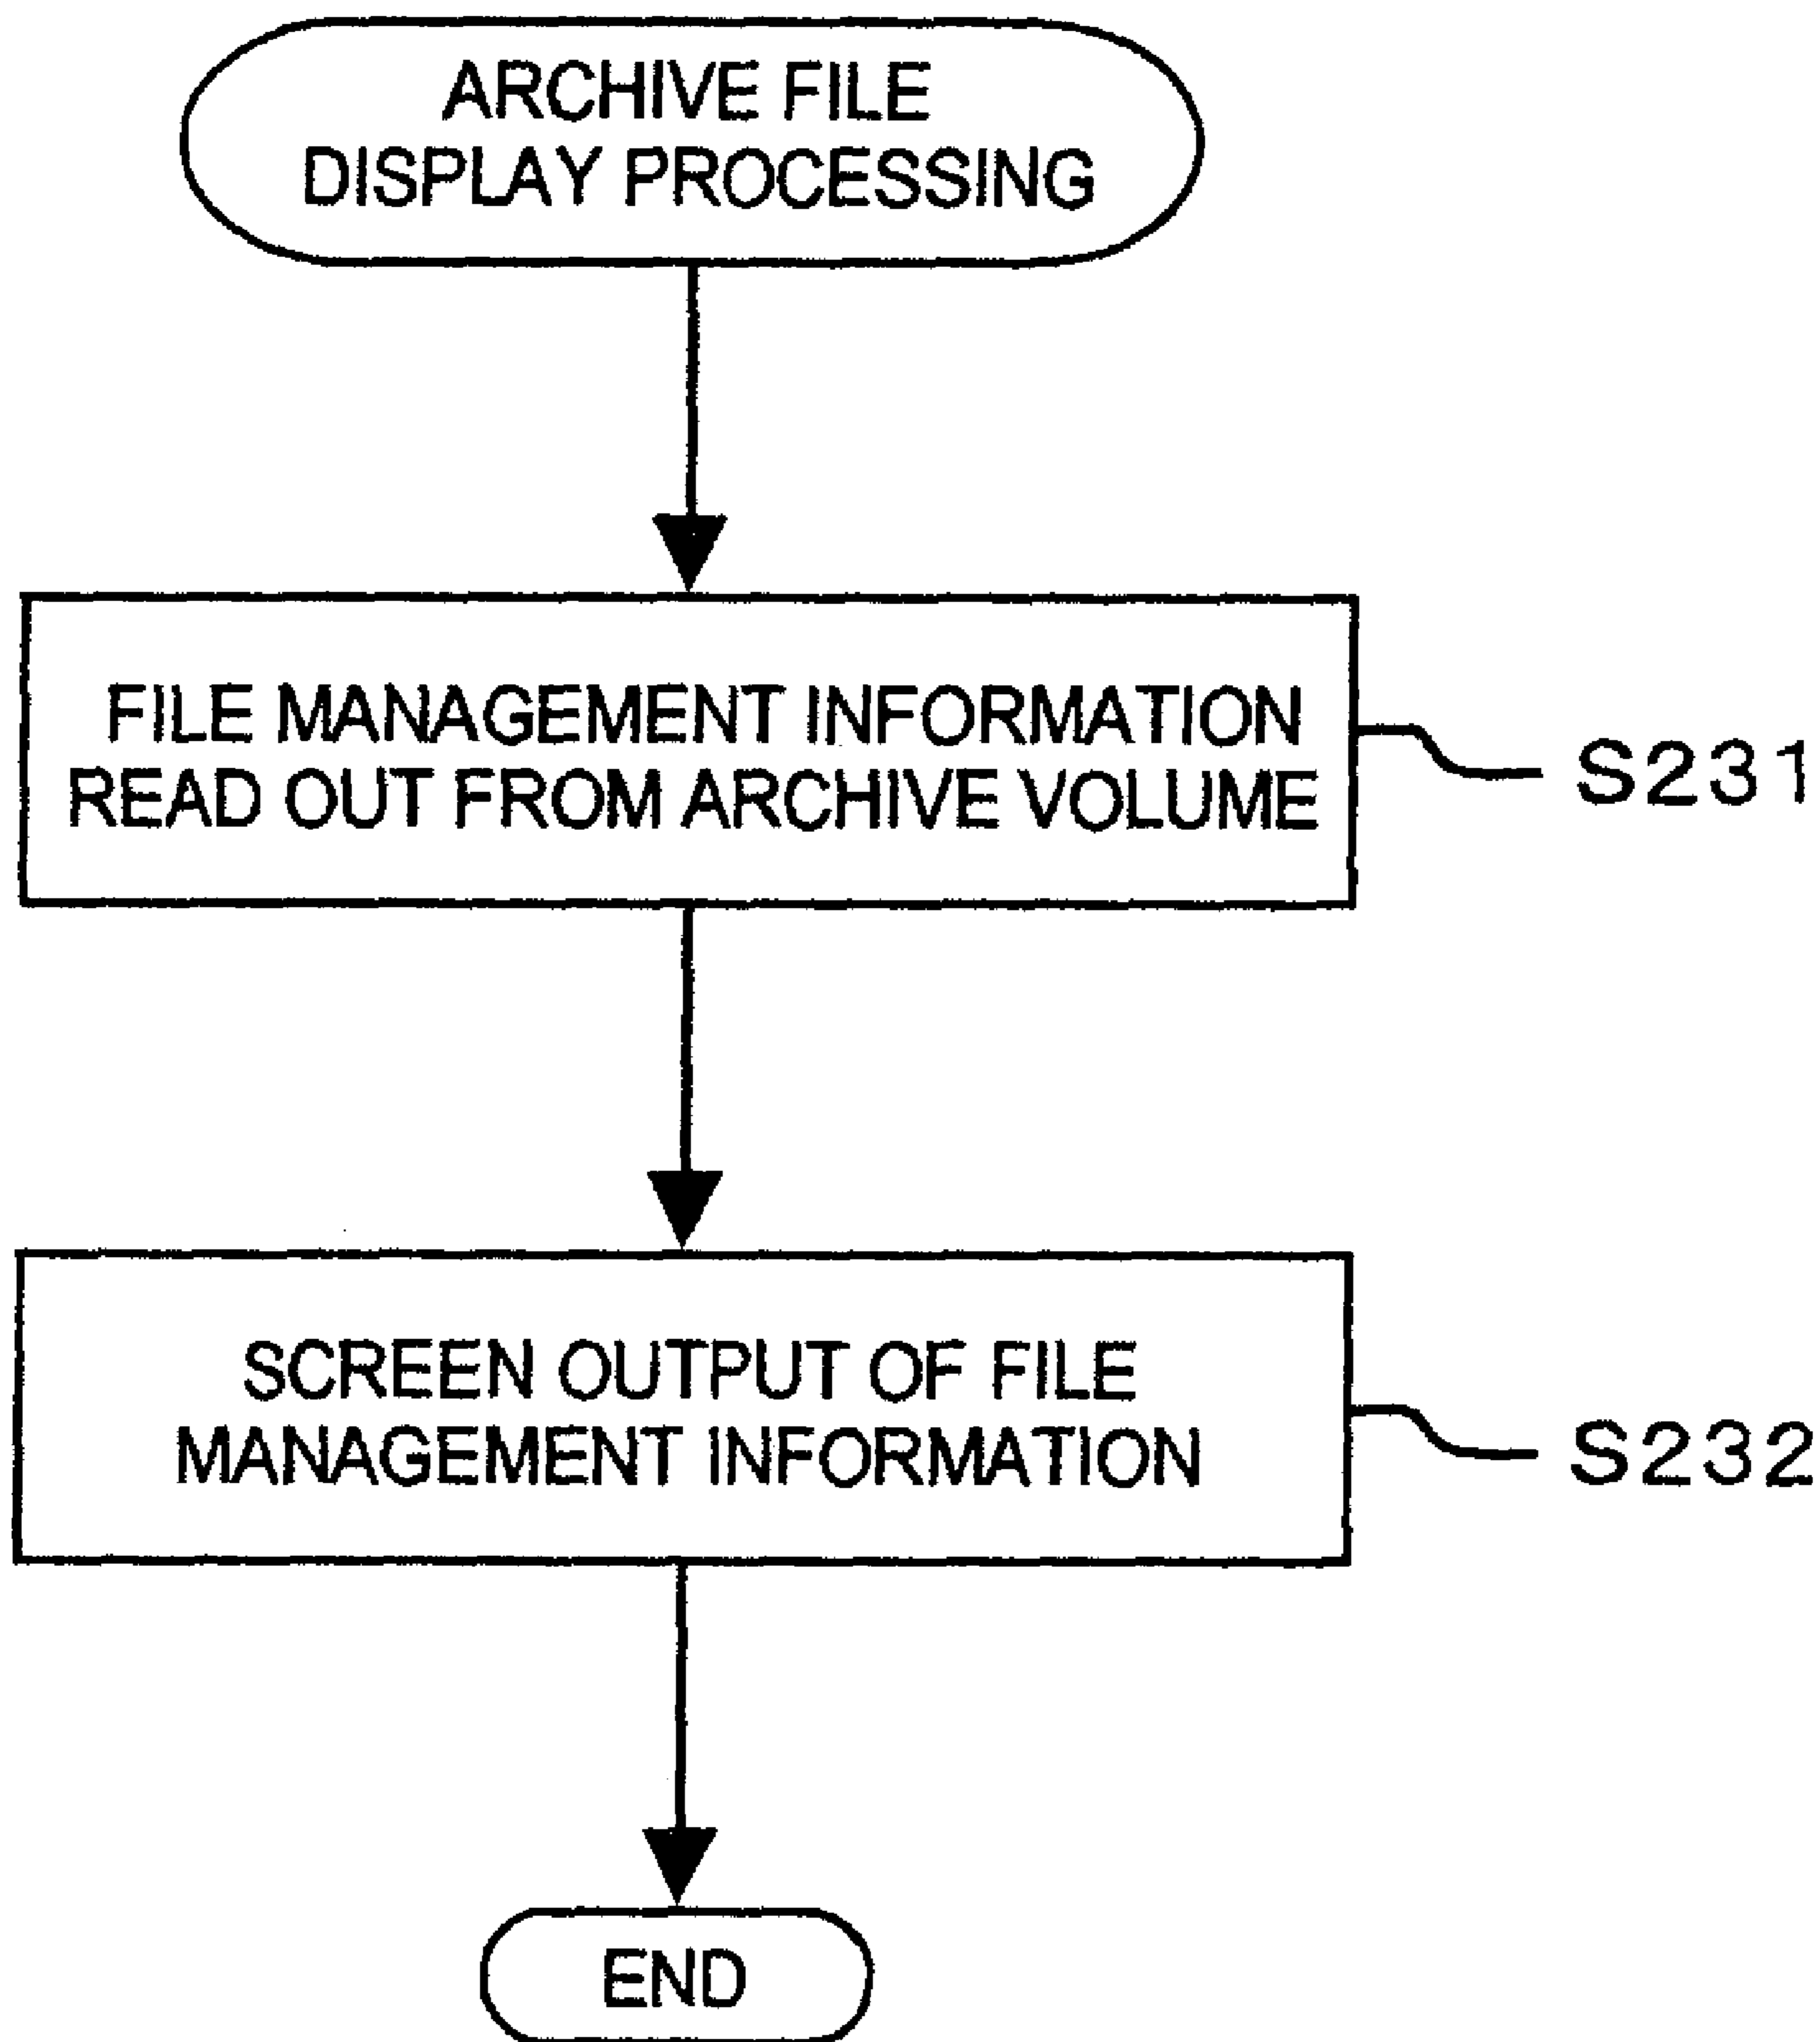 ARCHIVE FILE
DISPLAY PROCESSING
FILE MANAGEMENT INFORMATION
READ OUT FROM ARCHIVE VOLUME
S231
SCREEN OUTPUT OF FILE
MANAGEMENT INFORMATION
S232
END